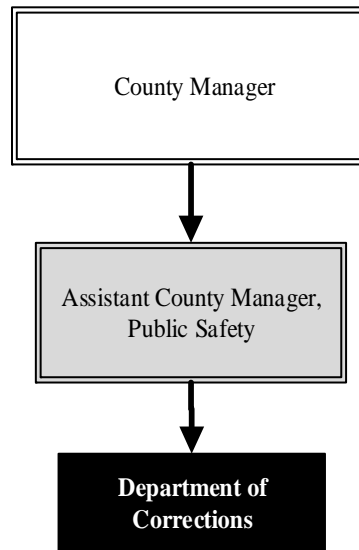 County Manager
Assistant County Manager,
Public Safety
Department of
Corrections